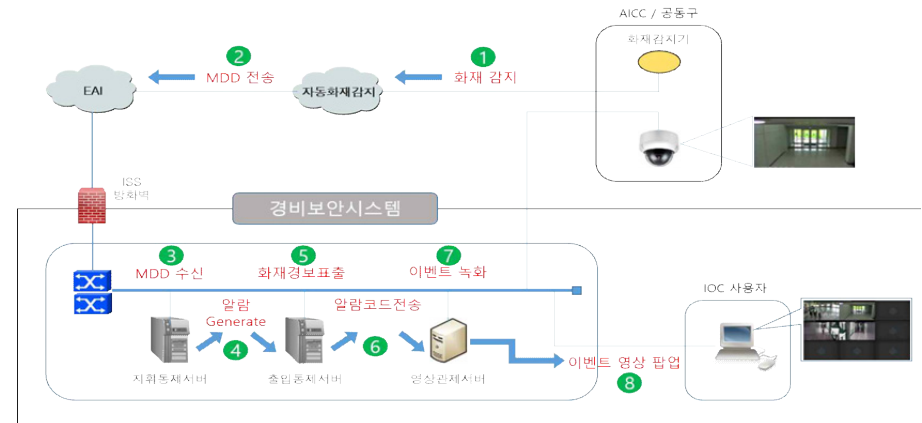 AICC / 공동구
화재감시기
2
1
MDD 전송
화재 감지
EAI
자동화재감지
ISS
방화벽
경비보안시스템
3
5
7
MDD 수신
화재경보표출
이벤트 녹화
IOC 사용자
알람
Generate
알람코드전송
4
6
이벤트 영상 팝업
지휘통제서버
출입통제서버
영상관제서버
8